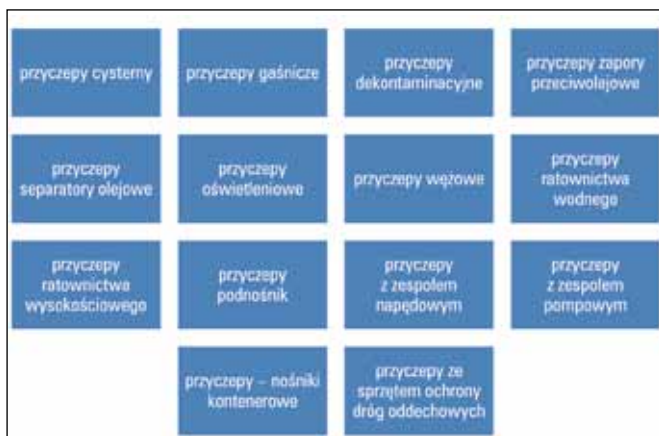 przyczepy cysterny
przyczepy gaśnicze
przyczepy
dekontaminacyjne
przyczepy zapory
przeciwolejowe
przyczepy
separatory olejowe
przyczepy
oświetleniowe
przyczepy wężowe
przyczepy
ratownictwa
wodnego
przyczepy
ratownictwa
wysokościowego
przyczepy
podnośnik
przyczepy
z zespołem
napędowym
przyczepy
z zespołem
pompowym
przyczepy – nośniki
kontenerowe
przyczepy ze
sprzętem ochrony
dróg oddechowych